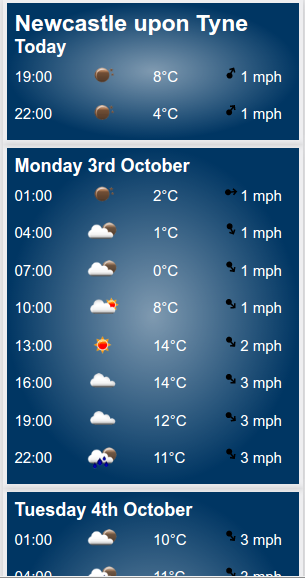 Newcastle upon Tyne
Today
19:00 8°C 1 mph
22:00 4°C 1 mph
Monday 3rd October
01:00 2°C 1 mph
04:00 1°C 1 mph
07:00 0°C 1 mph
10:00 8°C 1 mph
13:00 14°C 2 mph
16:00 14°C 3 mph
19:00 12°C 3 mph
22:00 11°C 3 mph
Tuesday 4th October
01:00 10°C 3 mph
04:00 11°C 3 mph